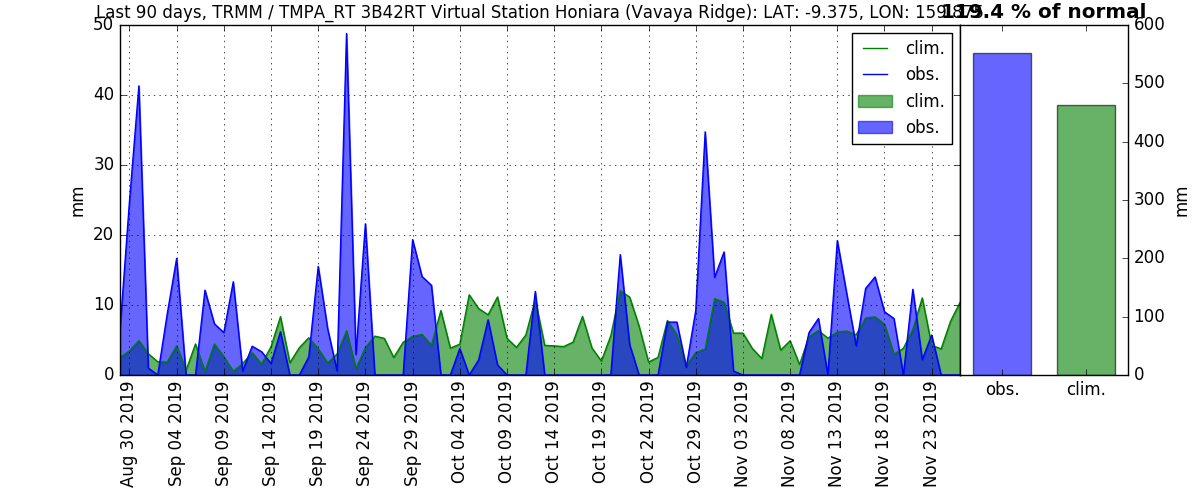 Last 90 days, TRMM / TMPA_RT 3B42RT Virtual Station Honiara (Vavaya Ridge): LAT: -9.375, LON: 159.875
119.4 % of normal
50
40
30
20
10
0
mm
clim.
obs.
clim.
obs.
600
500
400
300
200
100
0
mm
obs.
clim.
Aug 30 2019
Sep 04 2019
Sep 09 2019
Sep 14 2019
Sep 19 2019
Sep 24 2019
Sep 29 2019
Oct 04 2019
Oct 09 2019
Oct 14 2019
Oct 19 2019
Oct 24 2019
Oct 29 2019
Nov 03 2019
Nov 08 2019
Nov 13 2019
Nov 18 2019
Nov 23 2019